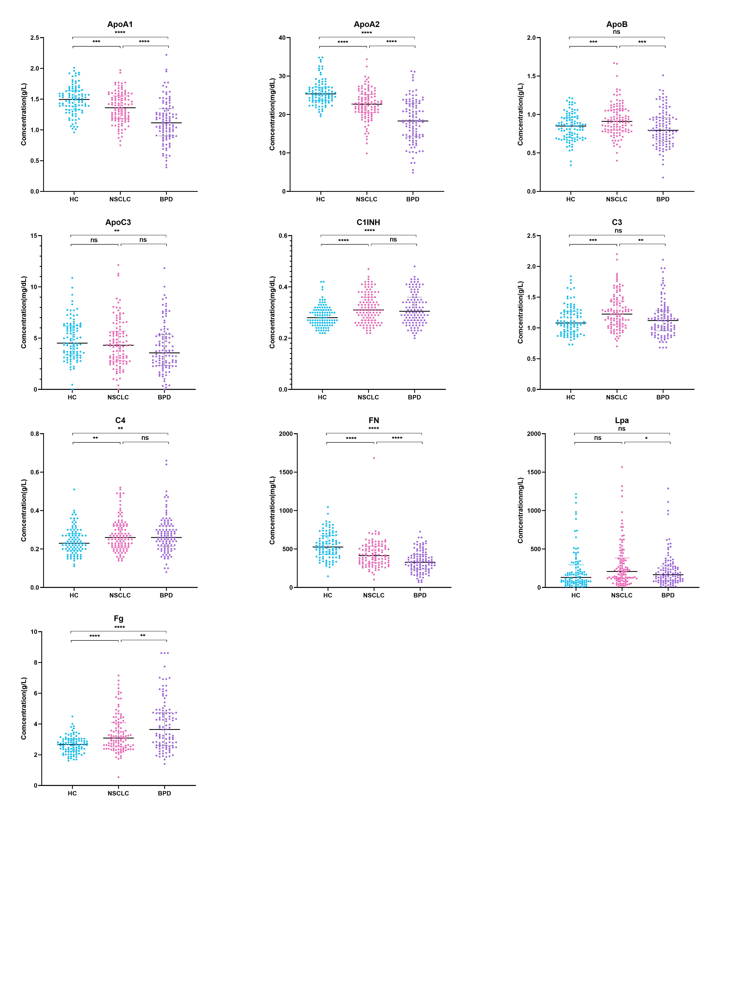 ApoA1
****
*** ****
Comcentration(g/L)
2.5
2.0
1.5
1.0
0.5
0.0
HC NSCLC BPD
ApoA2
****
**** ****
Comcentration(mg/dL)
40
30
20
10
0
HC NSCLC BPD
ApoB
ns
*** ***
Comcentration(g/L)
2.0
1.5
1.0
0.5
0.0
HC NSCLC BPD
ApoC3
**
ns ns
Comcentration(mg/dL)
15
10
5
0
HC NSCLC BPD
C1INH
****
**** ns
Comcentration(mg/dL)
0.6
0.4
0.2
0.0
HC NSCLC BPD
C3
ns
*** **
Comcentration(g/L)
2.5
2.0
1.5
1.0
0.5
0.0
HC NSCLC BPD
C4
**
** ns
Comcentration(g/L)
0.8
0.6
0.4
0.2
0.0
HC NSCLC BPD
FN
****
**** ****
Comcentration(mg/L)
2000
1500
1000
500
0
HC NSCLC BPD
Lpa
ns
ns *
Comcentrationmg/L)
2000
1500
1000
500
0
HC NSCLC BPD
Fg
****
**** **
Comcentration(g/L)
10
8
6
4
2
0
HC NSCLC BPD